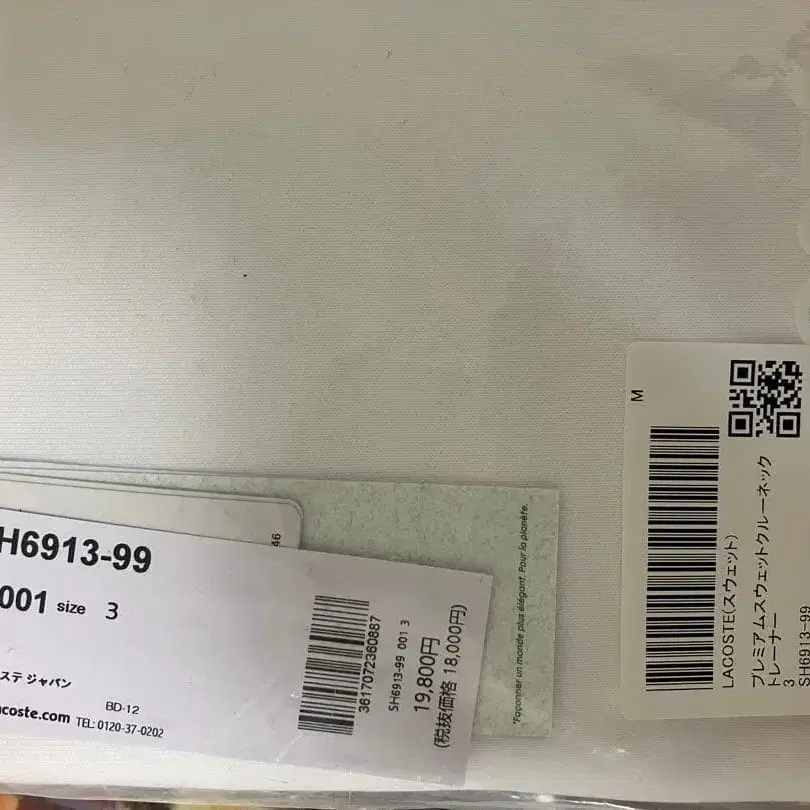 H6913-99
001 size 3
ステ ジャパン
BD-12
coste.com TEL: 0120-37-0202
46
3617072360887
SH6913-99 001 3
19,800円
(税抜価格 18,000円)
"Façonner un monde plus élégant. Pour la planète.
M
LACOSTE(スウェット)
プレミアムスウェットクルーネック
トレーナー
3
SH6913-99